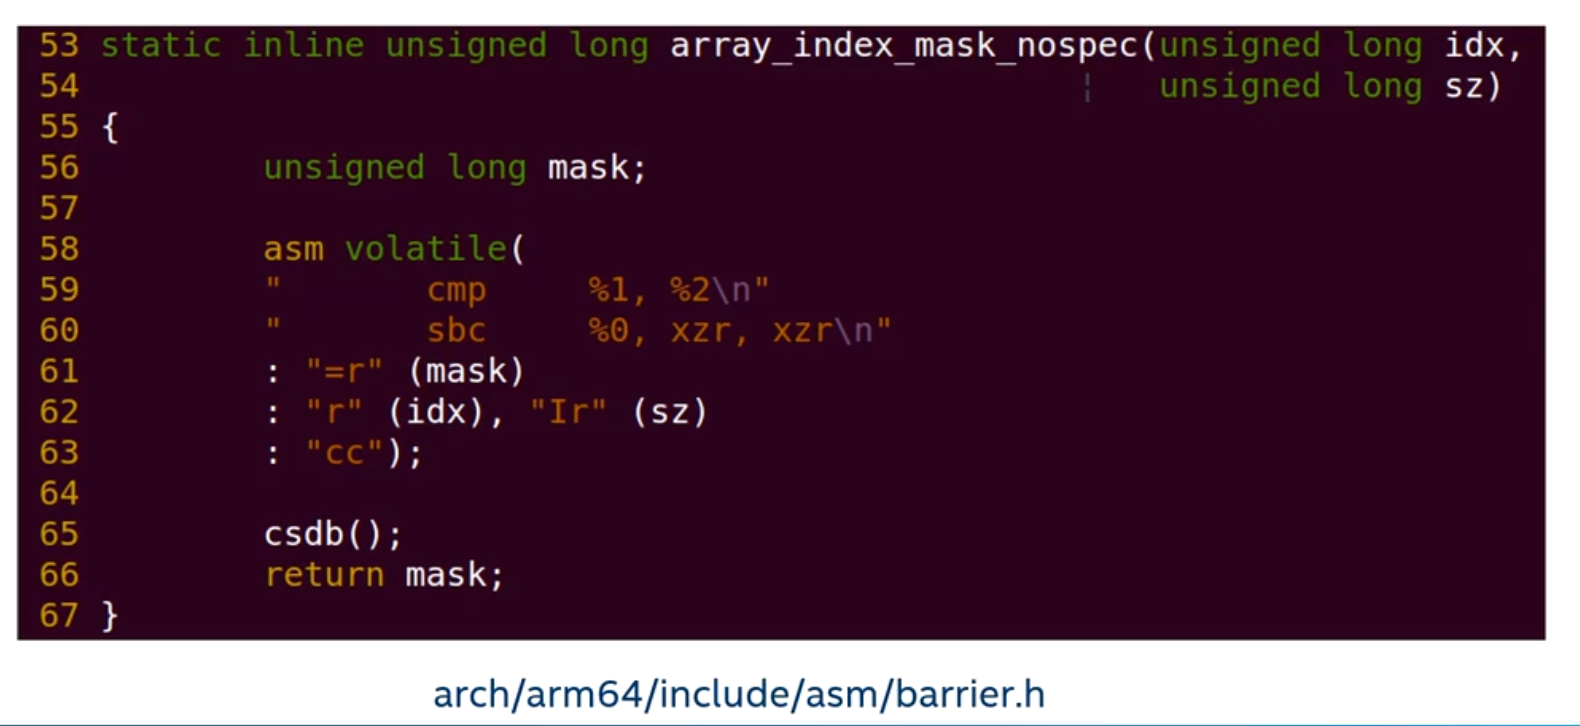 53 static inline unsigned long array_index_mask_nospec(unsigned long idx,
54                                                     unsigned long sz)
55 {
56         unsigned long mask;
57
58         asm volatile(
59         "       cmp     %1, %2\n"
60         "       sbc     %0, xzr, xzr\n"
61         : "=r" (mask)
62         : "r" (idx), "Ir" (sz)
63         : "cc");
64
65         csdb();
66         return mask;
67 }
arch/arm64/include/asm/barrier.h